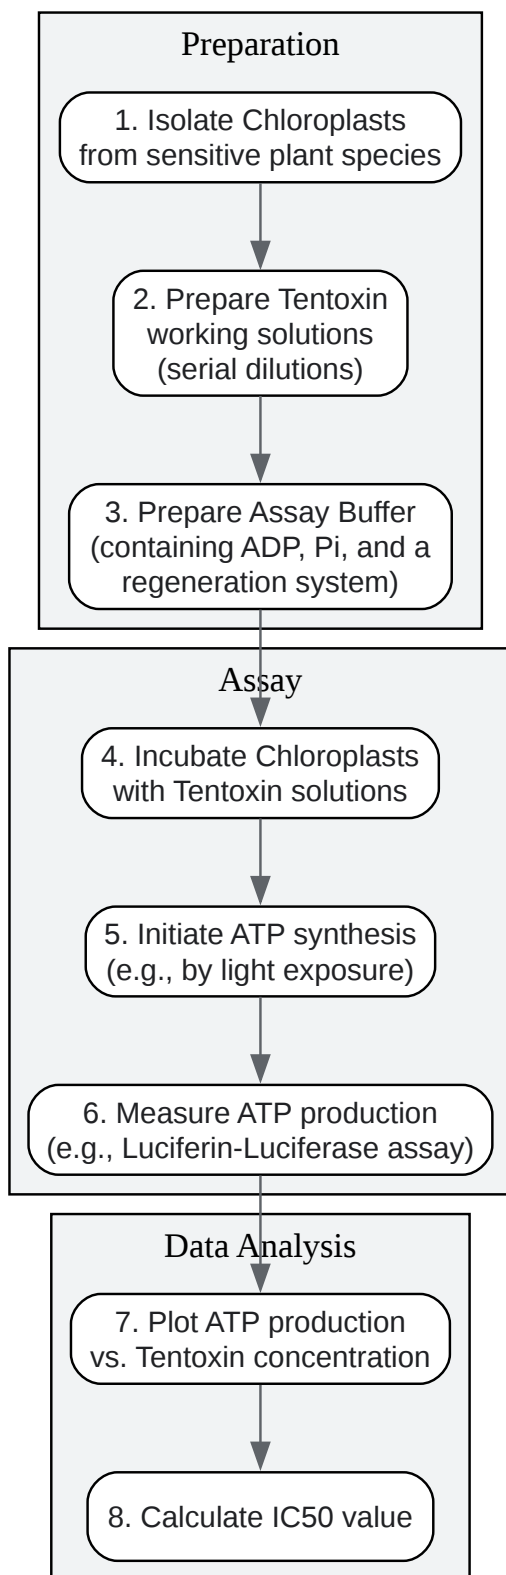 Preparation
1. Isolate Chloroplasts
from sensitive plant species
2. Prepare Tentoxin
working solutions
(serial dilutions)
3. Prepare Assay Buffer
(containing ADP, Pi, and a
regeneration system)
Assay
4. Incubate Chloroplasts
with Tentoxin solutions
5. Initiate ATP synthesis
(e.g., by light exposure)
6. Measure ATP production
(e.g., Luciferin-Luciferase assay)
Data Analysis
7. Plot ATP production
vs. Tentoxin concentration
8. Calculate IC50 value